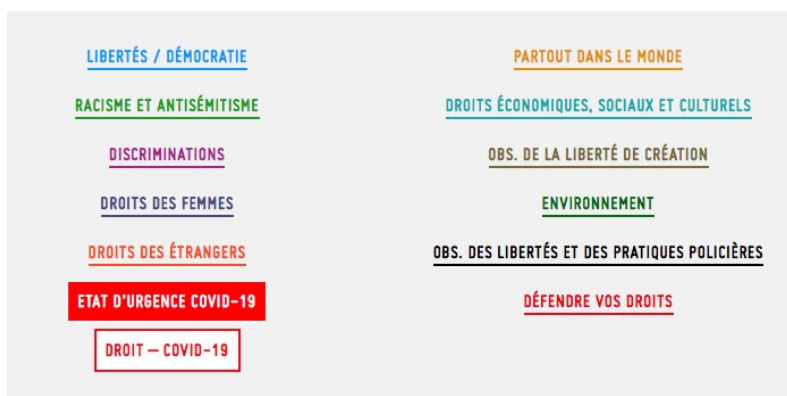 LIBERTÉS / DÉMOCRATIE
RACISME ET ANTISÉMITISME
DISCRIMINATIONS
DROITS DES FEMMES
DROITS DES ÉTRANGERS
ETAT D'URGENCE COVID-19
DROIT — COVID-19
PARTOUT DANS LE MONDE
DROITS ÉCONOMIQUES, SOCIAUX ET CULTURELS
OBS. DE LA LIBERTÉ DE CRÉATION
ENVIRONNEMENT
OBS. DES LIBERTÉS ET DES PRATIQUES POLICIÈRES
DÉFENDRE VOS DROITS